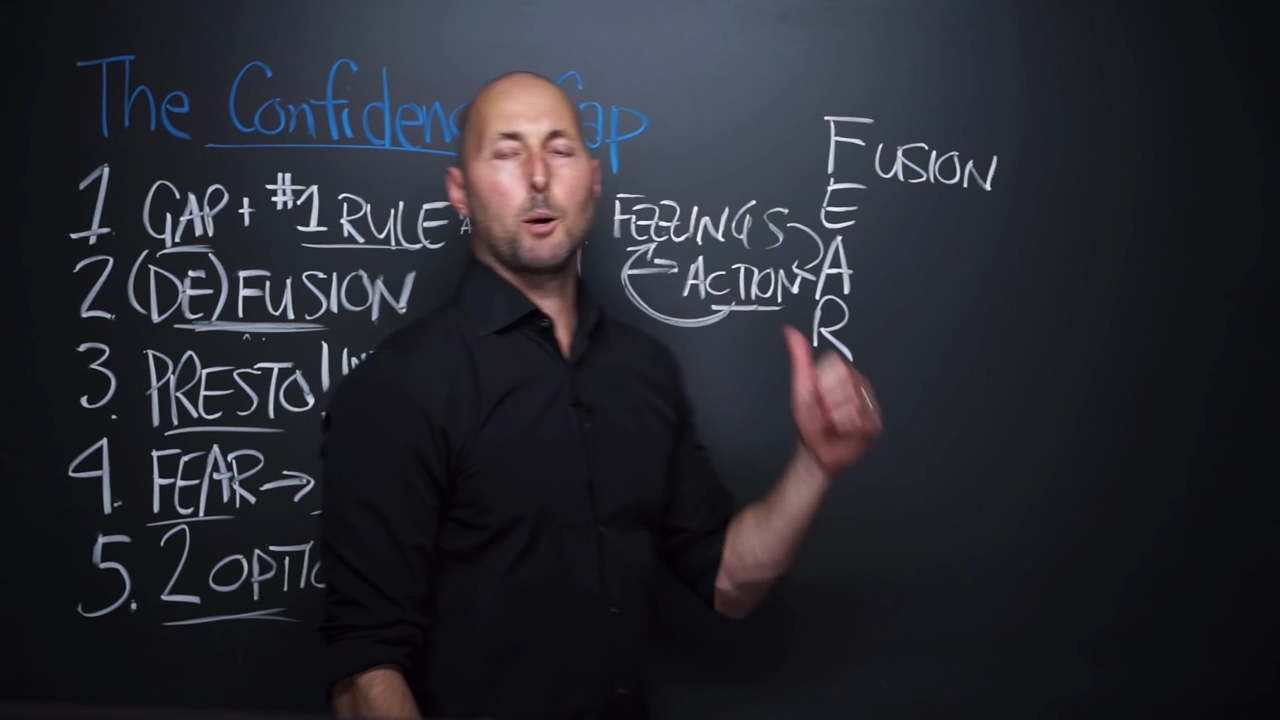 The Confiden Gap
1 GAP + #1 RULE
2 (DE)FUSION
3. PRESTO!
4. FEAR →
5. 2 OPTIO
FEELINGS
ACTION
FUSION
E
A
R